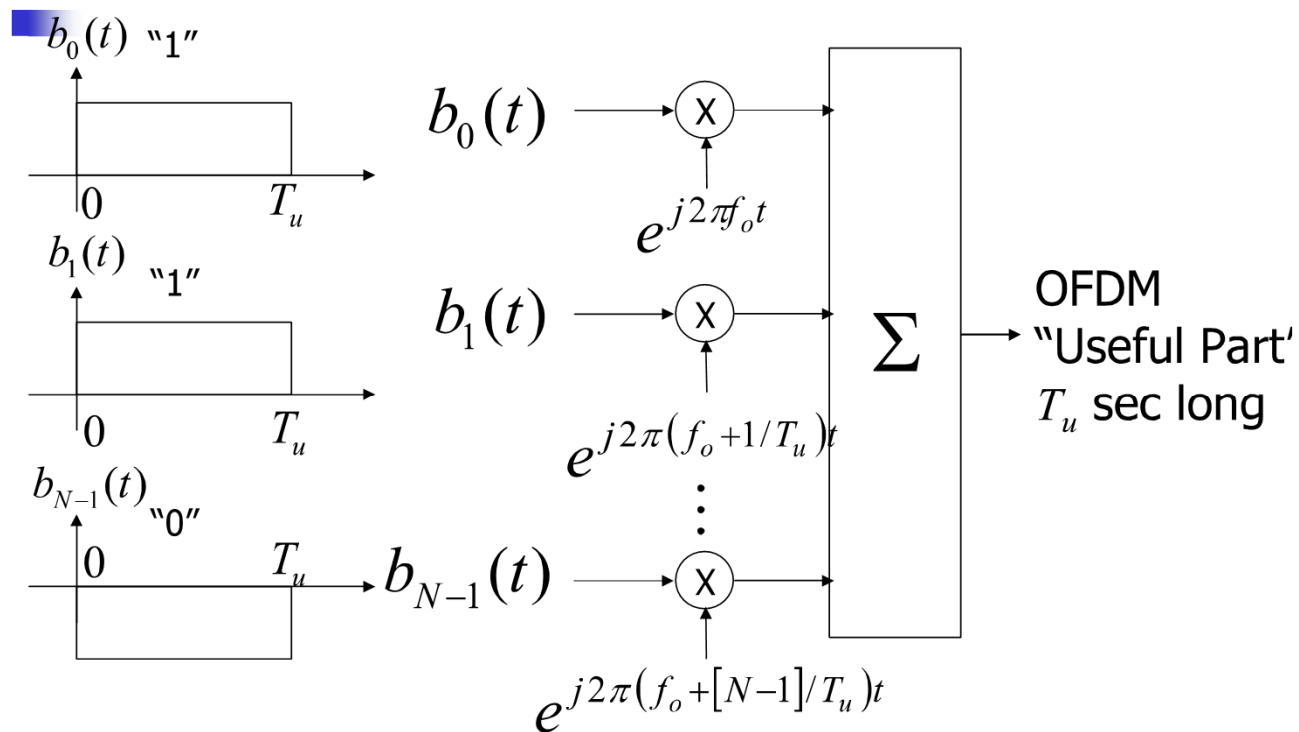 b_0(t) “1”
0 T_u
b_1(t) “1”
0 T_u
b_{N-1}(t) “0”
0 T_u
b_0(t) X
e^{j2πf_o t}
b_1(t) X
e^{j2π(f_o+1/T_u)t}
⋮
b_{N-1}(t) X
e^{j2π(f_o+[N-1]/T_u)t}
Σ
OFDM
“Useful Part’
T_u sec long